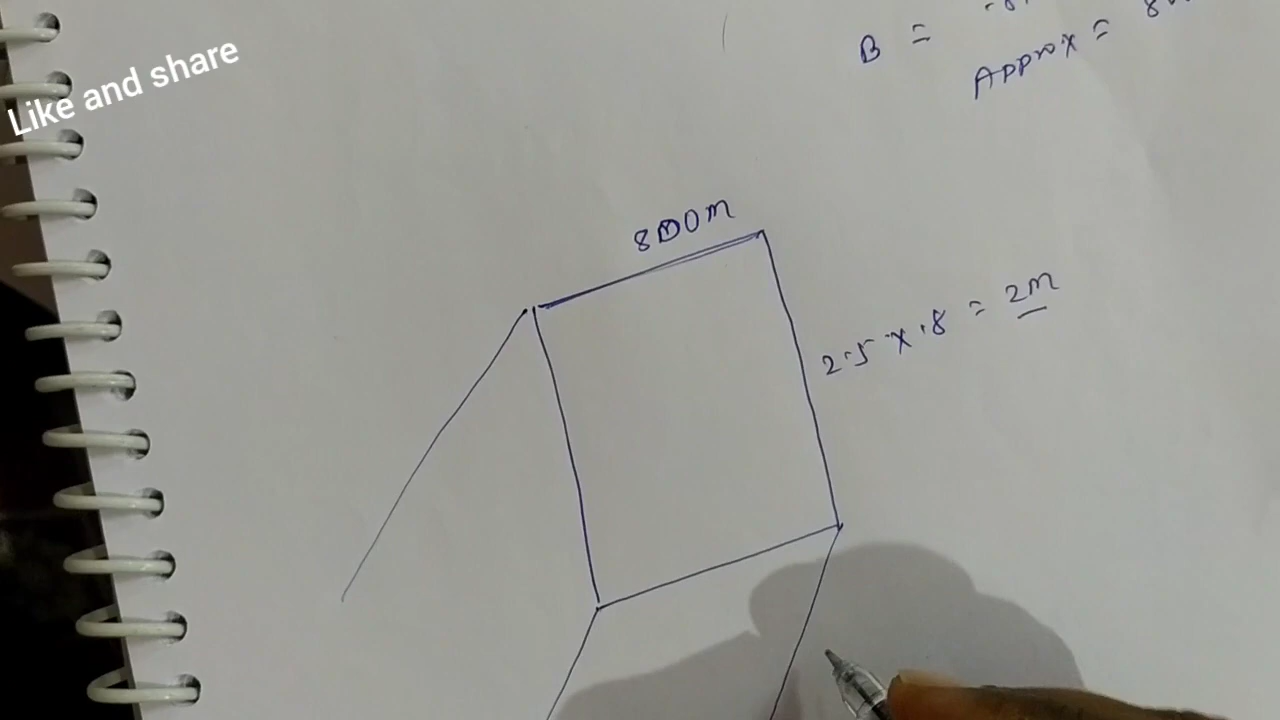 Like and share
B =
Approx =
800m
2.5 x .8 = 2m